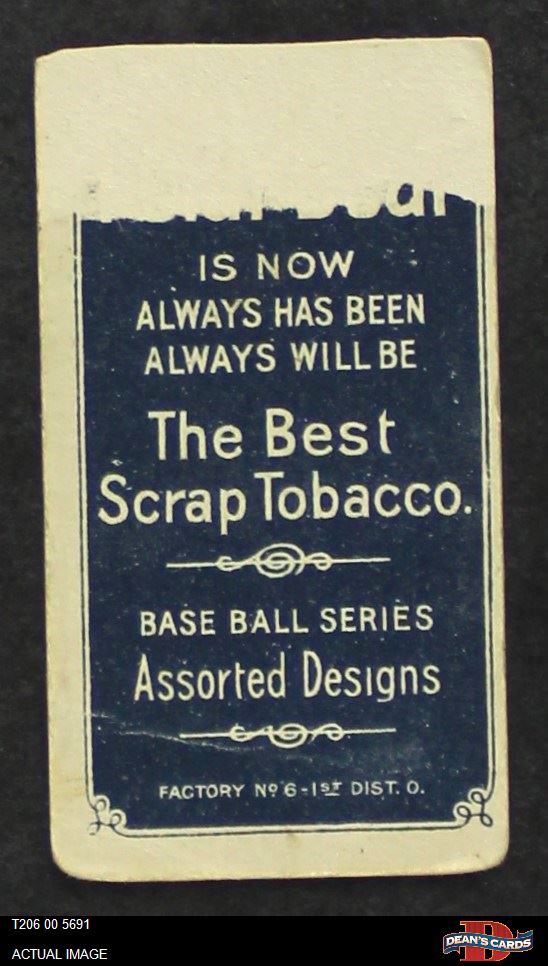 IS NOW
ALWAYS HAS BEEN
ALWAYS WILL BE
The Best
Scrap Tobacco.
BASE BALL SERIES
Assorted Designs
FACTORY Nº 6-1ST DIST. O.
T206 00 5691
ACTUAL IMAGE
D
DEAN'S CARDS